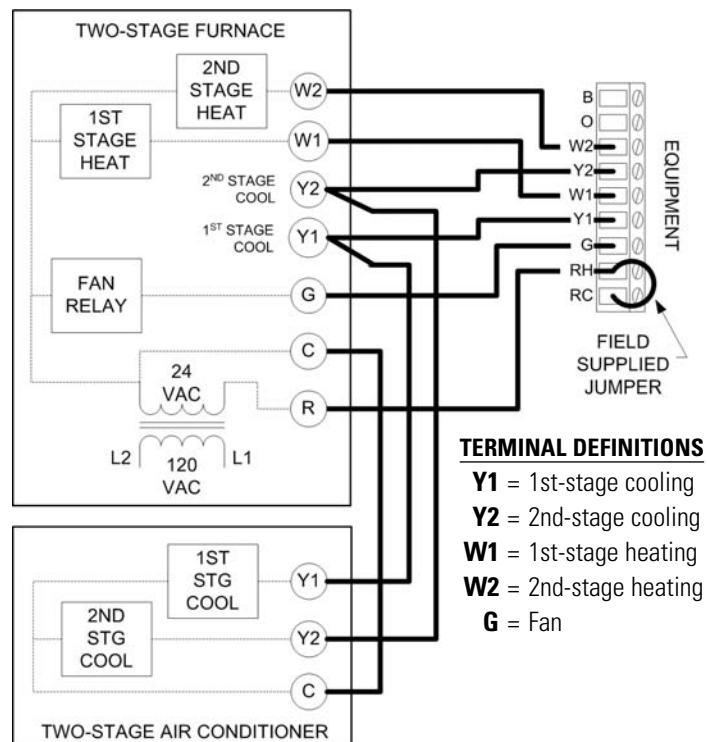 TWO-STAGE FURNACE
2ND
STAGE
HEAT
W2
1ST
STAGE
HEAT
W1
2ND STAGE
COOL
Y2
1ST STAGE
COOL
Y1
FAN
RELAY
G
C
24
VAC
R
L2
120
VAC
L1
B
O
W2
Y2
W1
Y1
G
RH
RC
EQUIPMENT
FIELD
SUPPLIED
JUMPER
TERMINAL DEFINITIONS
Y1 = 1st-stage cooling
Y2 = 2nd-stage cooling
W1 = 1st-stage heating
W2 = 2nd-stage heating
G = Fan
1ST
STG
COOL
Y1
2ND
STG
COOL
Y2
C
TWO-STAGE AIR CONDITIONER